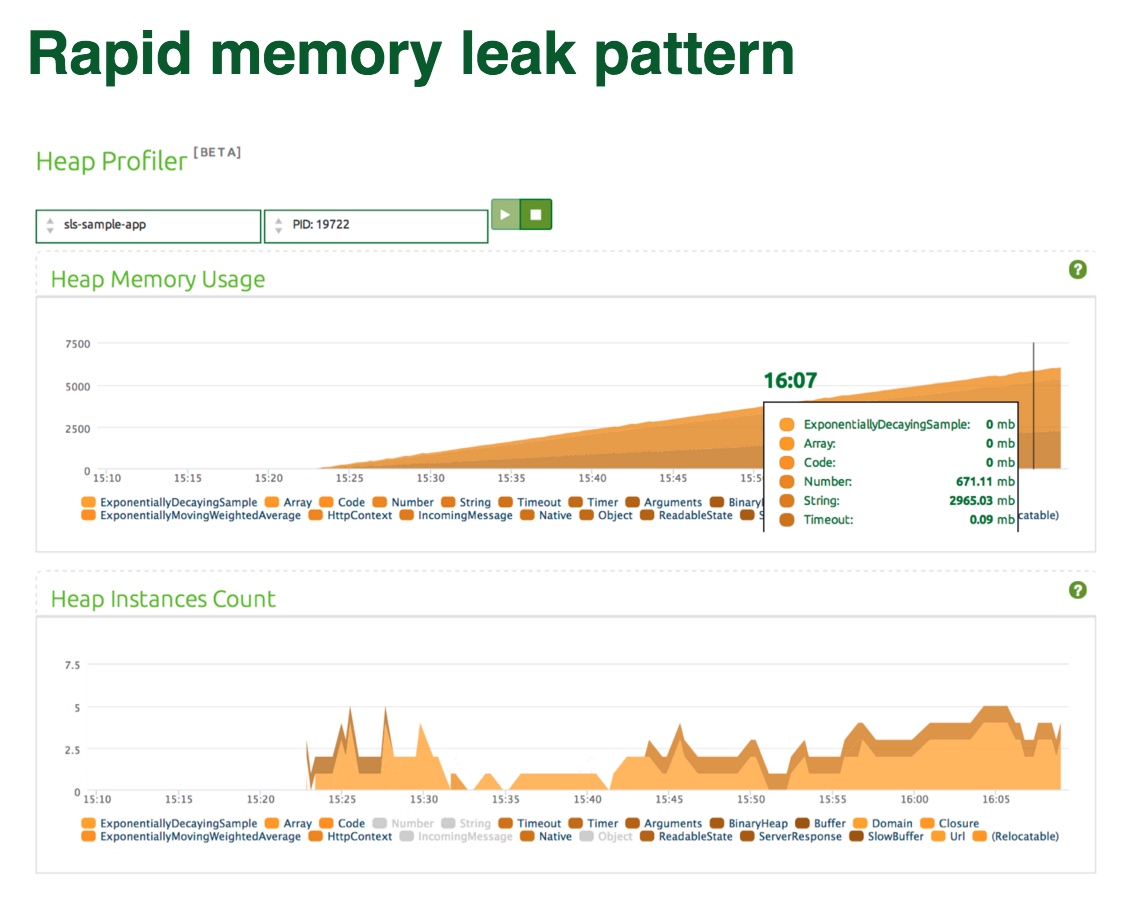 Rapid memory leak pattern
Heap Profiler [BETA]
sls-sample-app PID: 19722
Heap Memory Usage ?
7500
5000
2500
0
15:10 15:15 15:20 15:25 15:30 15:35 15:40 15:45 15:5
16:07
ExponentiallyDecayingSample: 0 mb
Array: 0 mb
Code: 0 mb
Number: 671.11 mb
String: 2965.03 mb
Timeout: 0.09 mb
ExponentiallyDecayingSample Array Code Number String Timeout Timer Arguments Binary
ExponentiallyMovingWeightedAverage HttpContext IncomingMessage Native Object ReadableState S catable)
Heap Instances Count ?
7.5
5
2.5
0
15:10 15:15 15:20 15:25 15:30 15:35 15:40 15:45 15:50 15:55 16:00 16:05
ExponentiallyDecayingSample Array Code Number String Timeout Timer Arguments BinaryHeap Buffer Domain Closure
ExponentiallyMovingWeightedAverage HttpContext IncomingMessage Native Object ReadableState ServerResponse SlowBuffer Url (Relocatable)